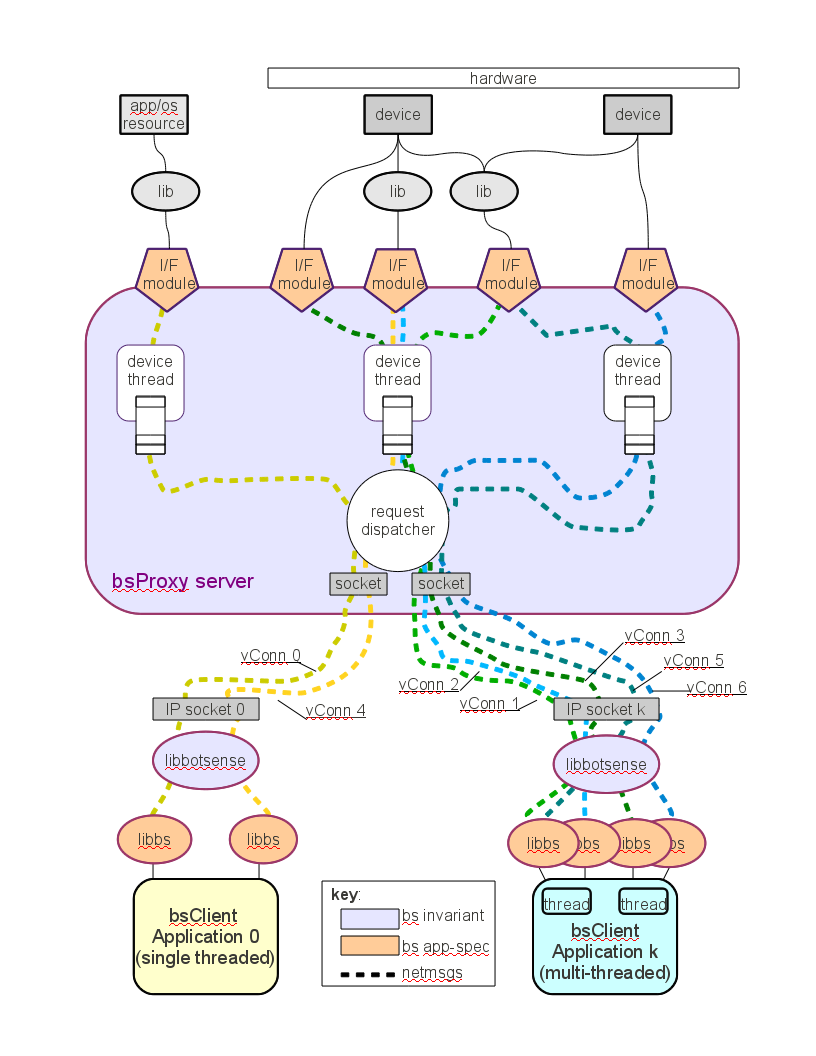 hardware
app/os
resource
device
device
lib
lib
lib
I/F
module
I/F
module
I/F
module
I/F
module
I/F
module
device
thread
device
thread
device
thread
request
dispatcher
bsProxy server
socket
socket
vConn 0
vConn 4
vConn 2
vConn 1
vConn 3
vConn 5
vConn 6
IP socket 0
IP socket k
libbotsense
libbotsense
libbs
libbs
libbs
bs
libbs
bs
bsClient
Application 0
(single threaded)
key:
bs invariant
bs app-spec
netmsgs
thread
thread
bsClient
Application k
(multi-threaded)